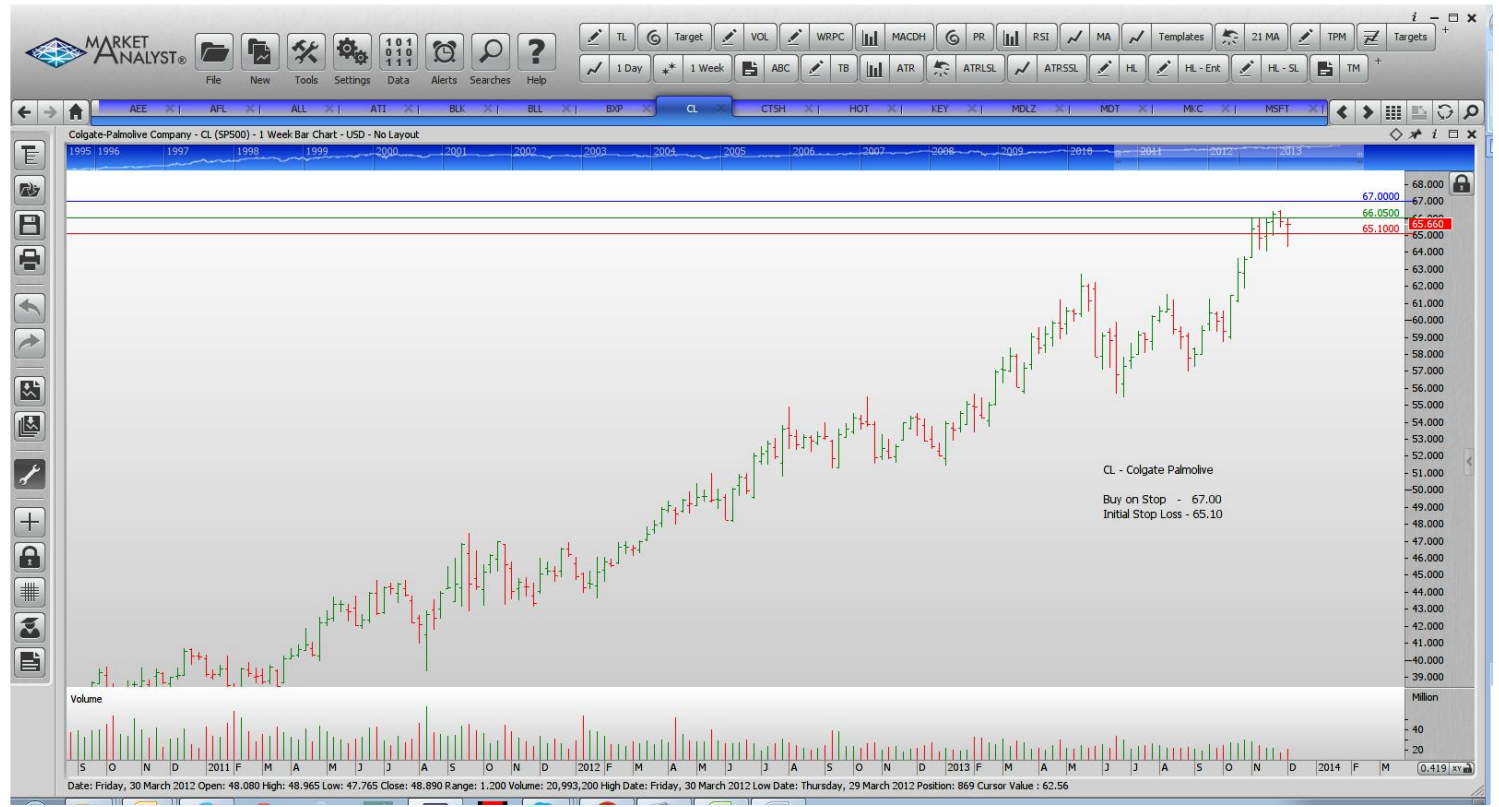 i
MARKET ANALYST®
File New Tools Settings Data Alerts Searches Help
TL Target VOL WRPC MACDH PR RSI MA Templates 21 MA TPM Targets +
1 Day 1 Week ABC TB ATR ATRLSL ATRSSL HL HL - Ent HL - SL TM +
AEE AFL ALL ATI BLK BLL BXP CL CTSH HOT KEY MDLZ MDT MKC MSFT
Colgate-Palmolive Company - CL (SP500) - 1 Week Bar Chart - USD - No Layout
1995 1996 1997 1998 1999 2000 2001 2002 2003 2004 2005 2006 2007 2008 2009 2010 2011 2012 2013
68.000
67.0000 67.000
66.0500
65.660
65.1000 65.000
64.000
63.000
62.000
61.000
60.000
59.000
58.000
57.000
56.000
55.000
54.000
53.000
52.000
51.000
50.000
49.000
48.000
47.000
46.000
45.000
44.000
43.000
42.000
41.000
40.000
39.000
CL - Colgate Palmolive
Buy on Stop - 67.00
Initial Stop Loss - 65.10
Volume
Million
40
20
S O N D 2011 F M A M J J A S O N D 2012 F M A M J J A S O N D 2013 F M A M J J A S O N D 2014 F M 0.419 XY
Date: Friday, 30 March 2012 Open: 48.080 High: 48.965 Low: 47.765 Close: 48.890 Range: 1.200 Volume: 20,993,200 High Date: Friday, 30 March 2012 Low Date: Thursday, 29 March 2012 Position: 869 Cursor Value : 62.56